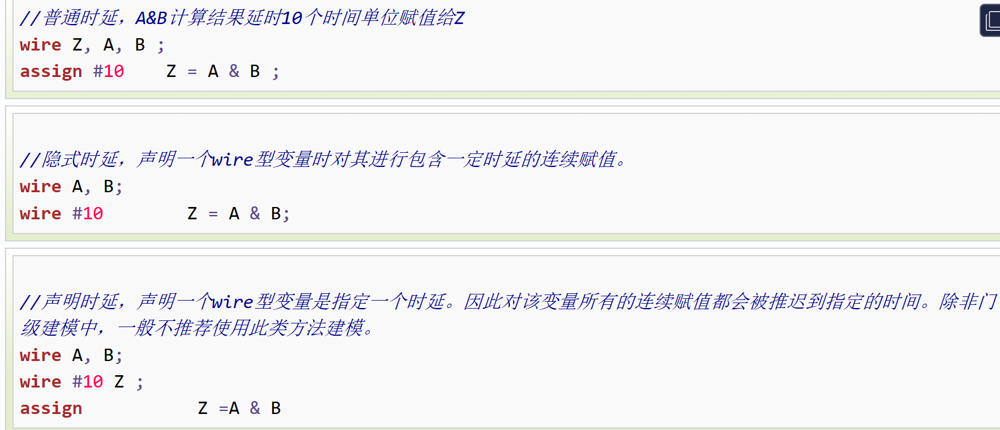 //普通时延，A&B计算结果延时10个时间单位赋值给Z
wire Z, A, B ;
assign #10    Z = A & B ;
//隐式时延，声明一个wire型变量时对其进行包含一定时延的连续赋值。
wire A, B;
wire #10        Z = A & B;
//声明时延，声明一个wire型变量是指定一个时延。因此对该变量所有的连续赋值都会被推迟到指定的时间。除非门
级建模中，一般不推荐使用此类方法建模。
wire A, B;
wire #10 Z ;
assign           Z =A & B